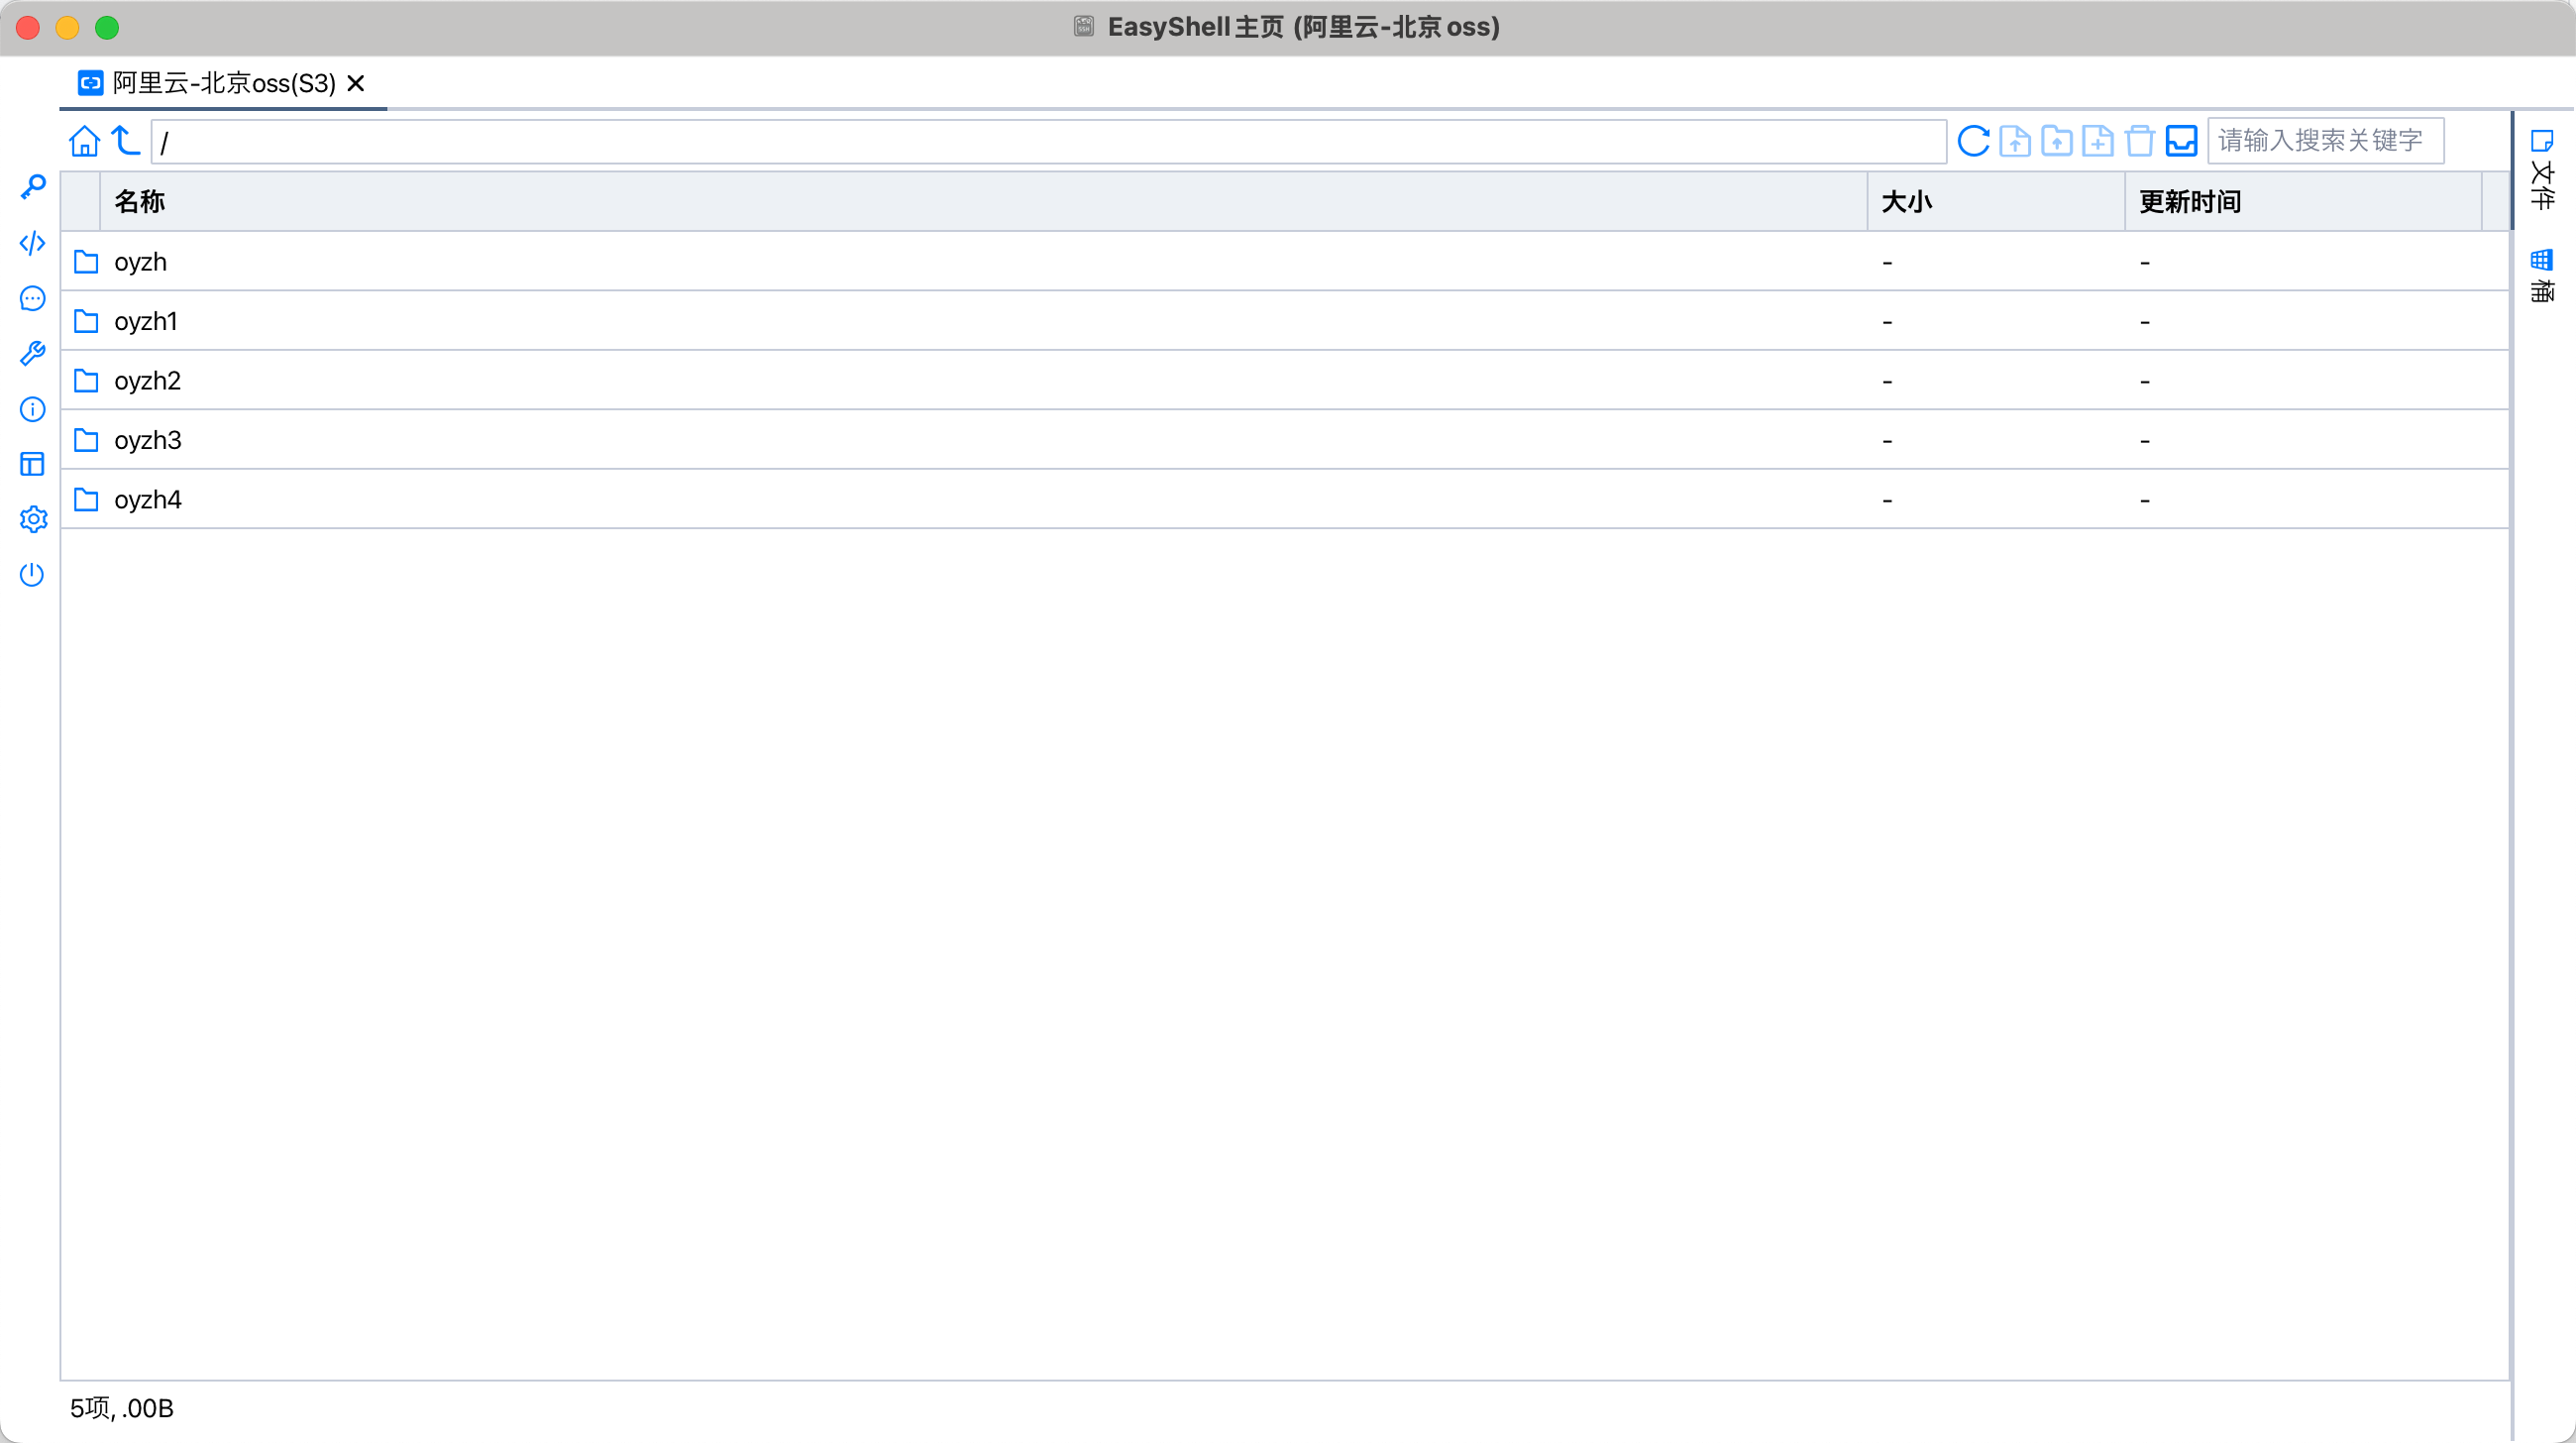 EasyShell主页 (阿里云-北京oss)
阿里云-北京oss(S3)
/
请输入搜索关键字
名称 大小 更新时间
oyzh - -
oyzh1 - -
oyzh2 - -
oyzh3 - -
oyzh4 - -
5项, .00B
文件
桶